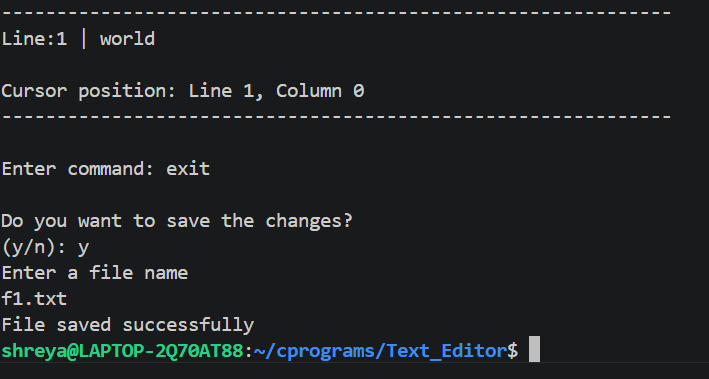 -------------------------------------------------------------
Line:1 | world
Cursor position: Line 1, Column 0
-------------------------------------------------------------
Enter command: exit
Do you want to save the changes?
(y/n): y
Enter a file name
f1.txt
File saved successfully
shreya@LAPTOP-2Q70AT88:~/cprograms/Text_Editor$